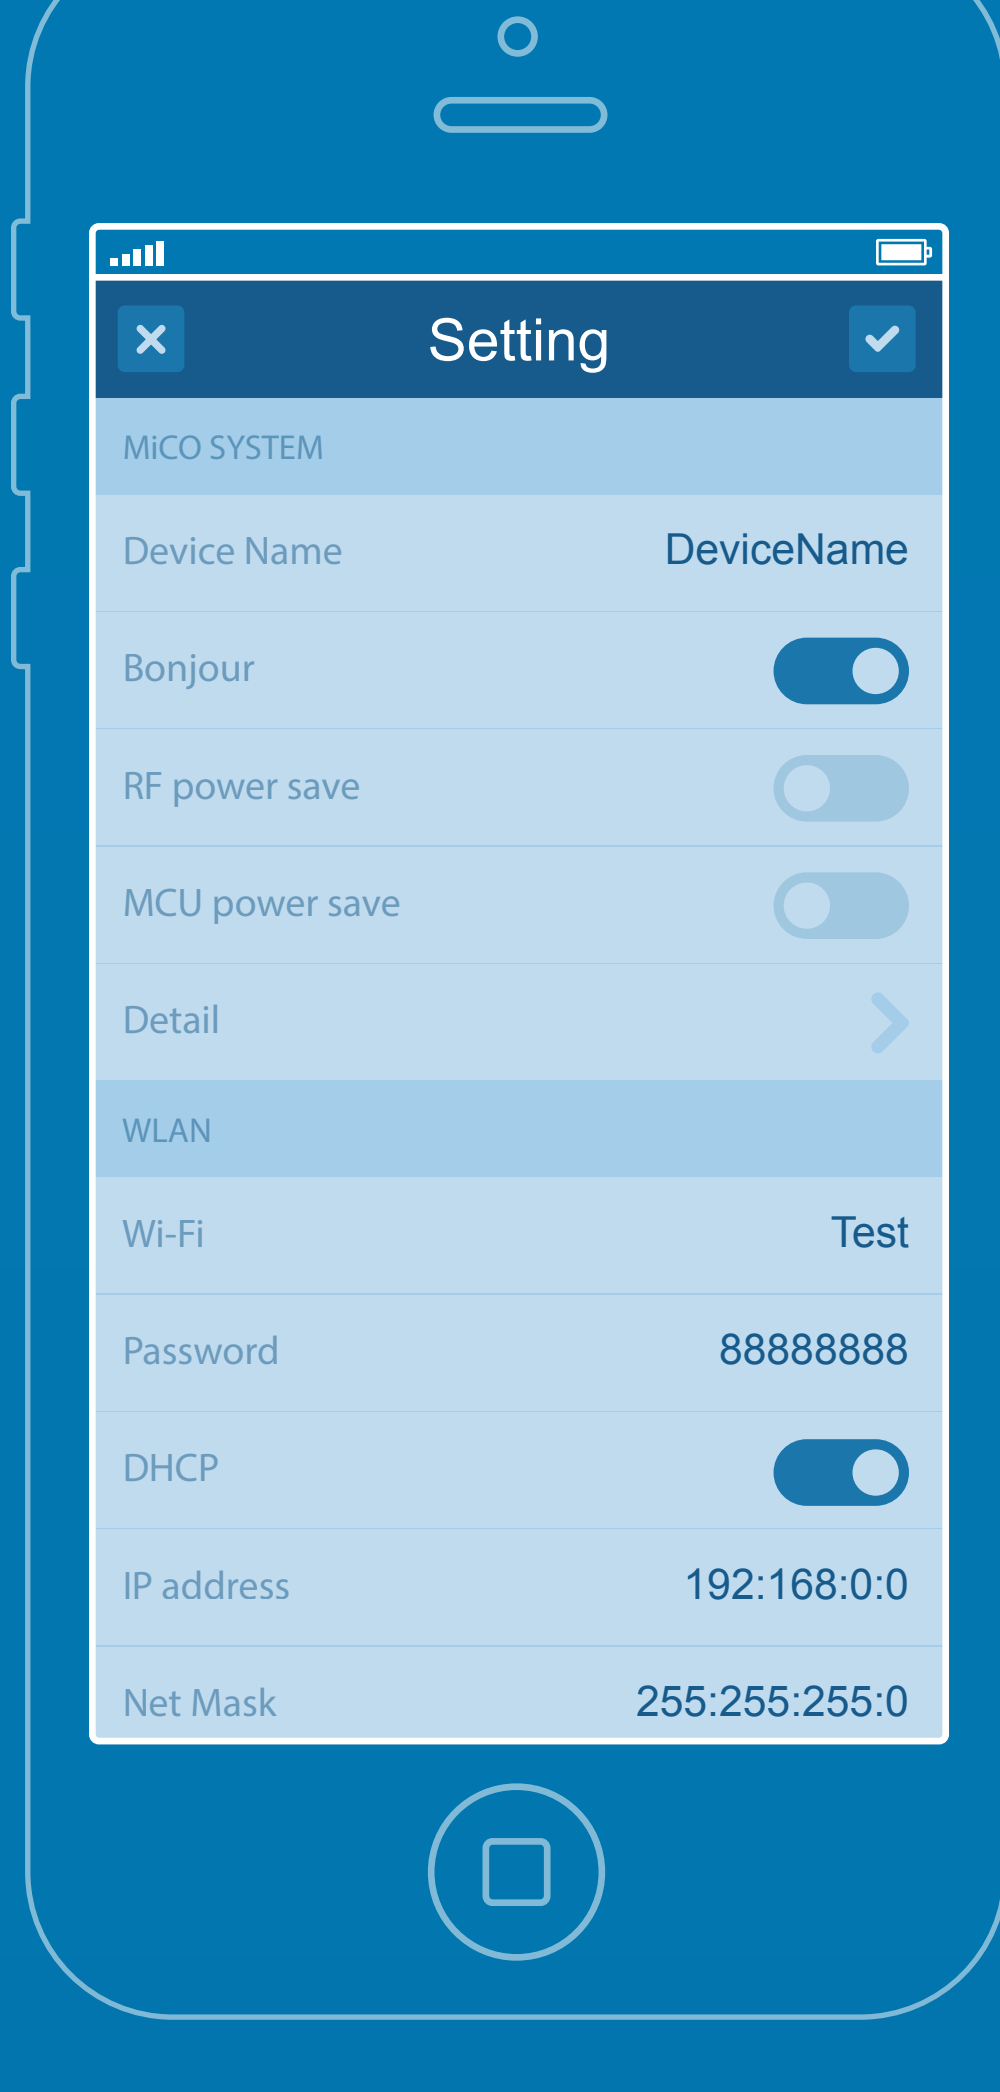 Setting
MiCO SYSTEM
Device Name DeviceName
Bonjour
RF power save
MCU power save
Detail
WLAN
Wi-Fi Test
Password 88888888
DHCP
IP address 192:168:0:0
Net Mask 255:255:255:0